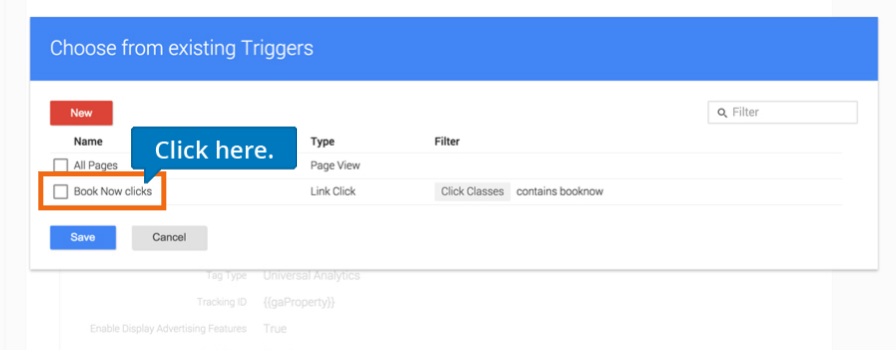 Choose from existing Triggers
New
Filter
Name Type Filter
Click here.
All Pages Page View
Book Now clicks Link Click Click Classes contains booknow
Save Cancel
Tag Type Universal Analytics
Tracking ID {{gaProperty}}
Enable Display Advertising Features True